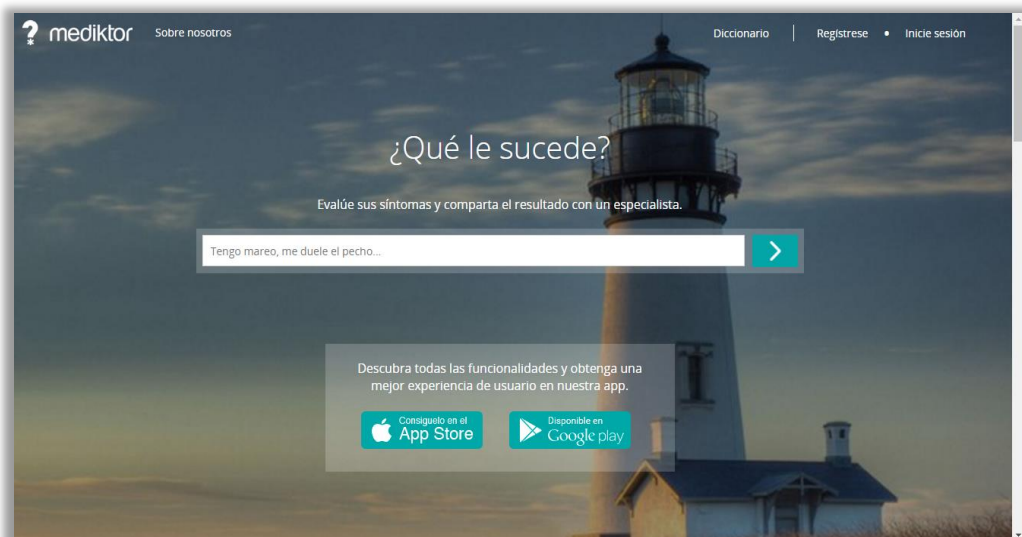 mediktor
Sobre nosotros
Diccionario
Regístrese • Inicie sesión
¿Qué le sucede?
Evalúe sus síntomas y comparta el resultado con un especialista.
Tengo mareo, me duele el pecho...
Descubra todas las funcionalidades y obtenga una
mejor experiencia de usuario en nuestra app.
Consiguelo en el
App Store
Disponible en
Google play